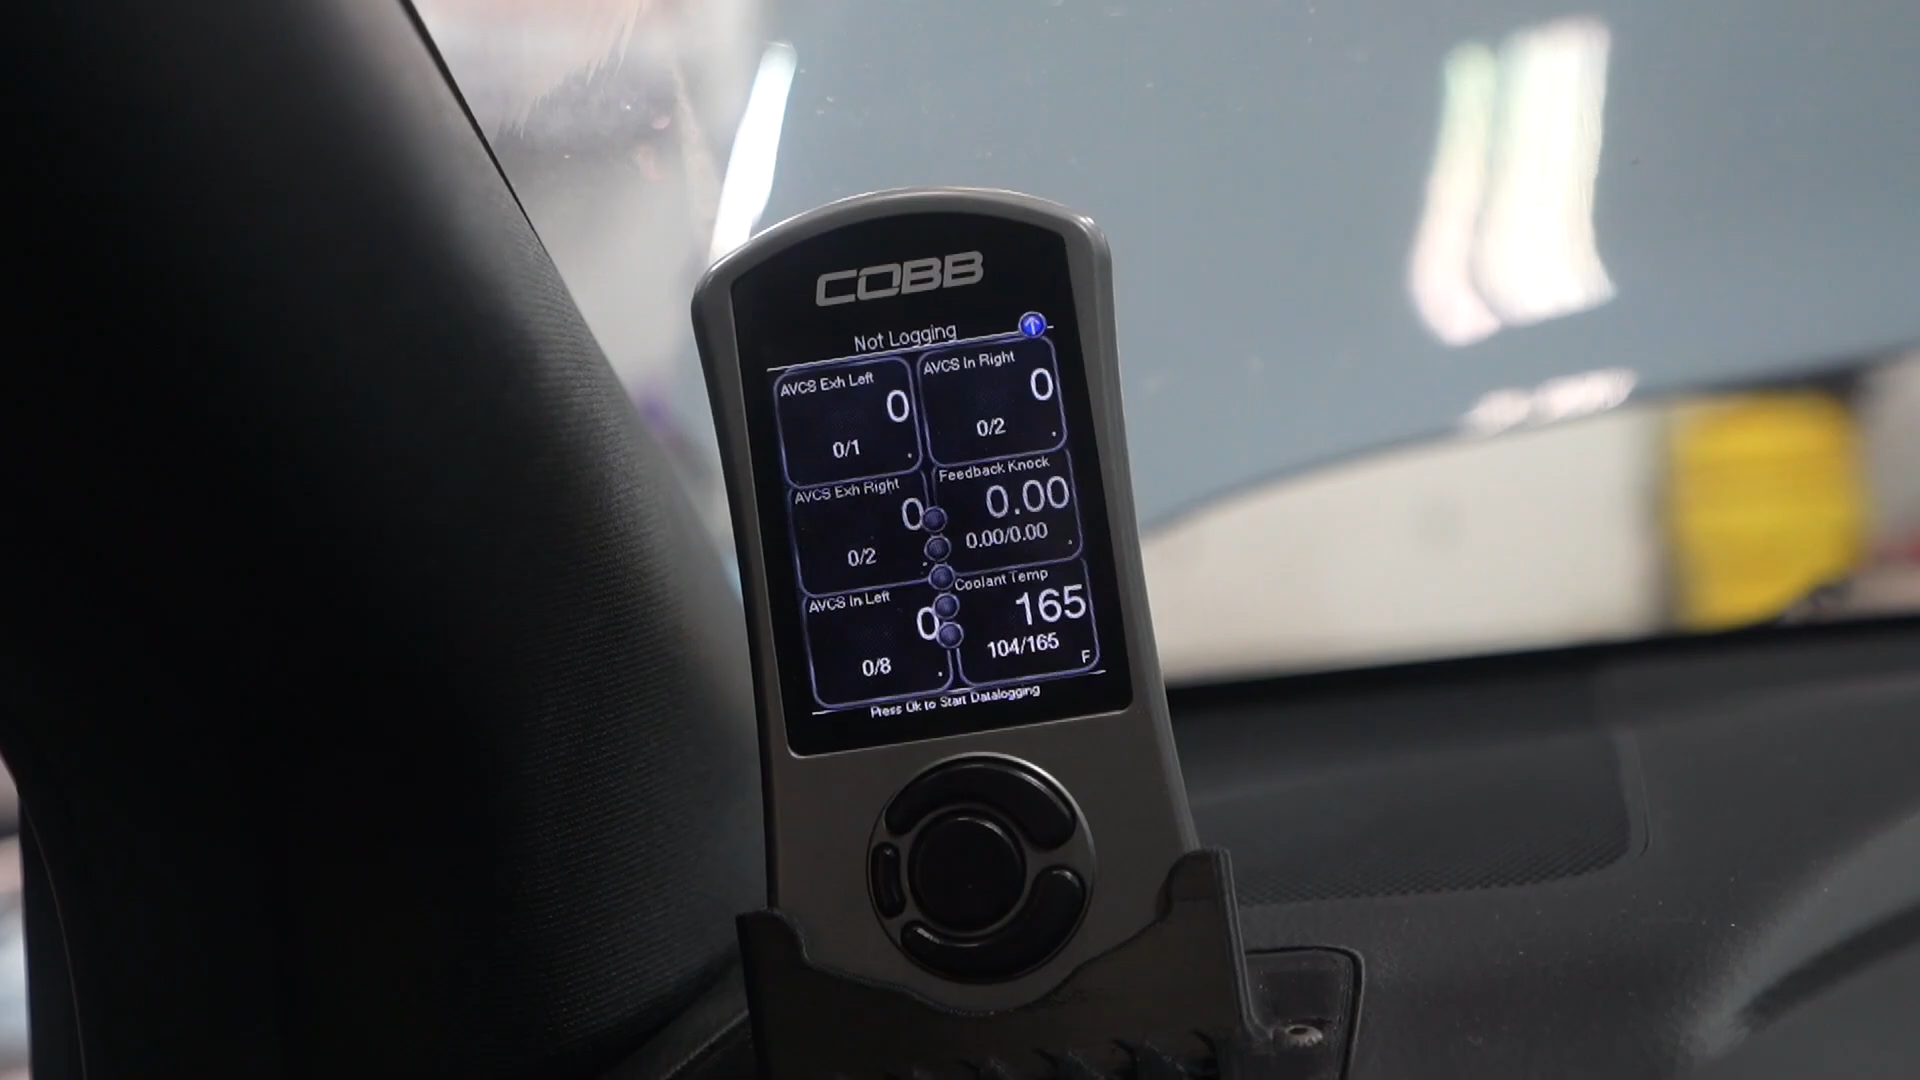 COBB
Not Logging
AVCS Exh Left
0
0/1
AVCS In Right
0
0/2
AVCS Exh Right
0
0/2
Feedback Knock
0.00
0.00/0.00
AVCS In Left
0
0/8
Coolant Temp
165
104/165
F
Press Ok to Start Datalogging